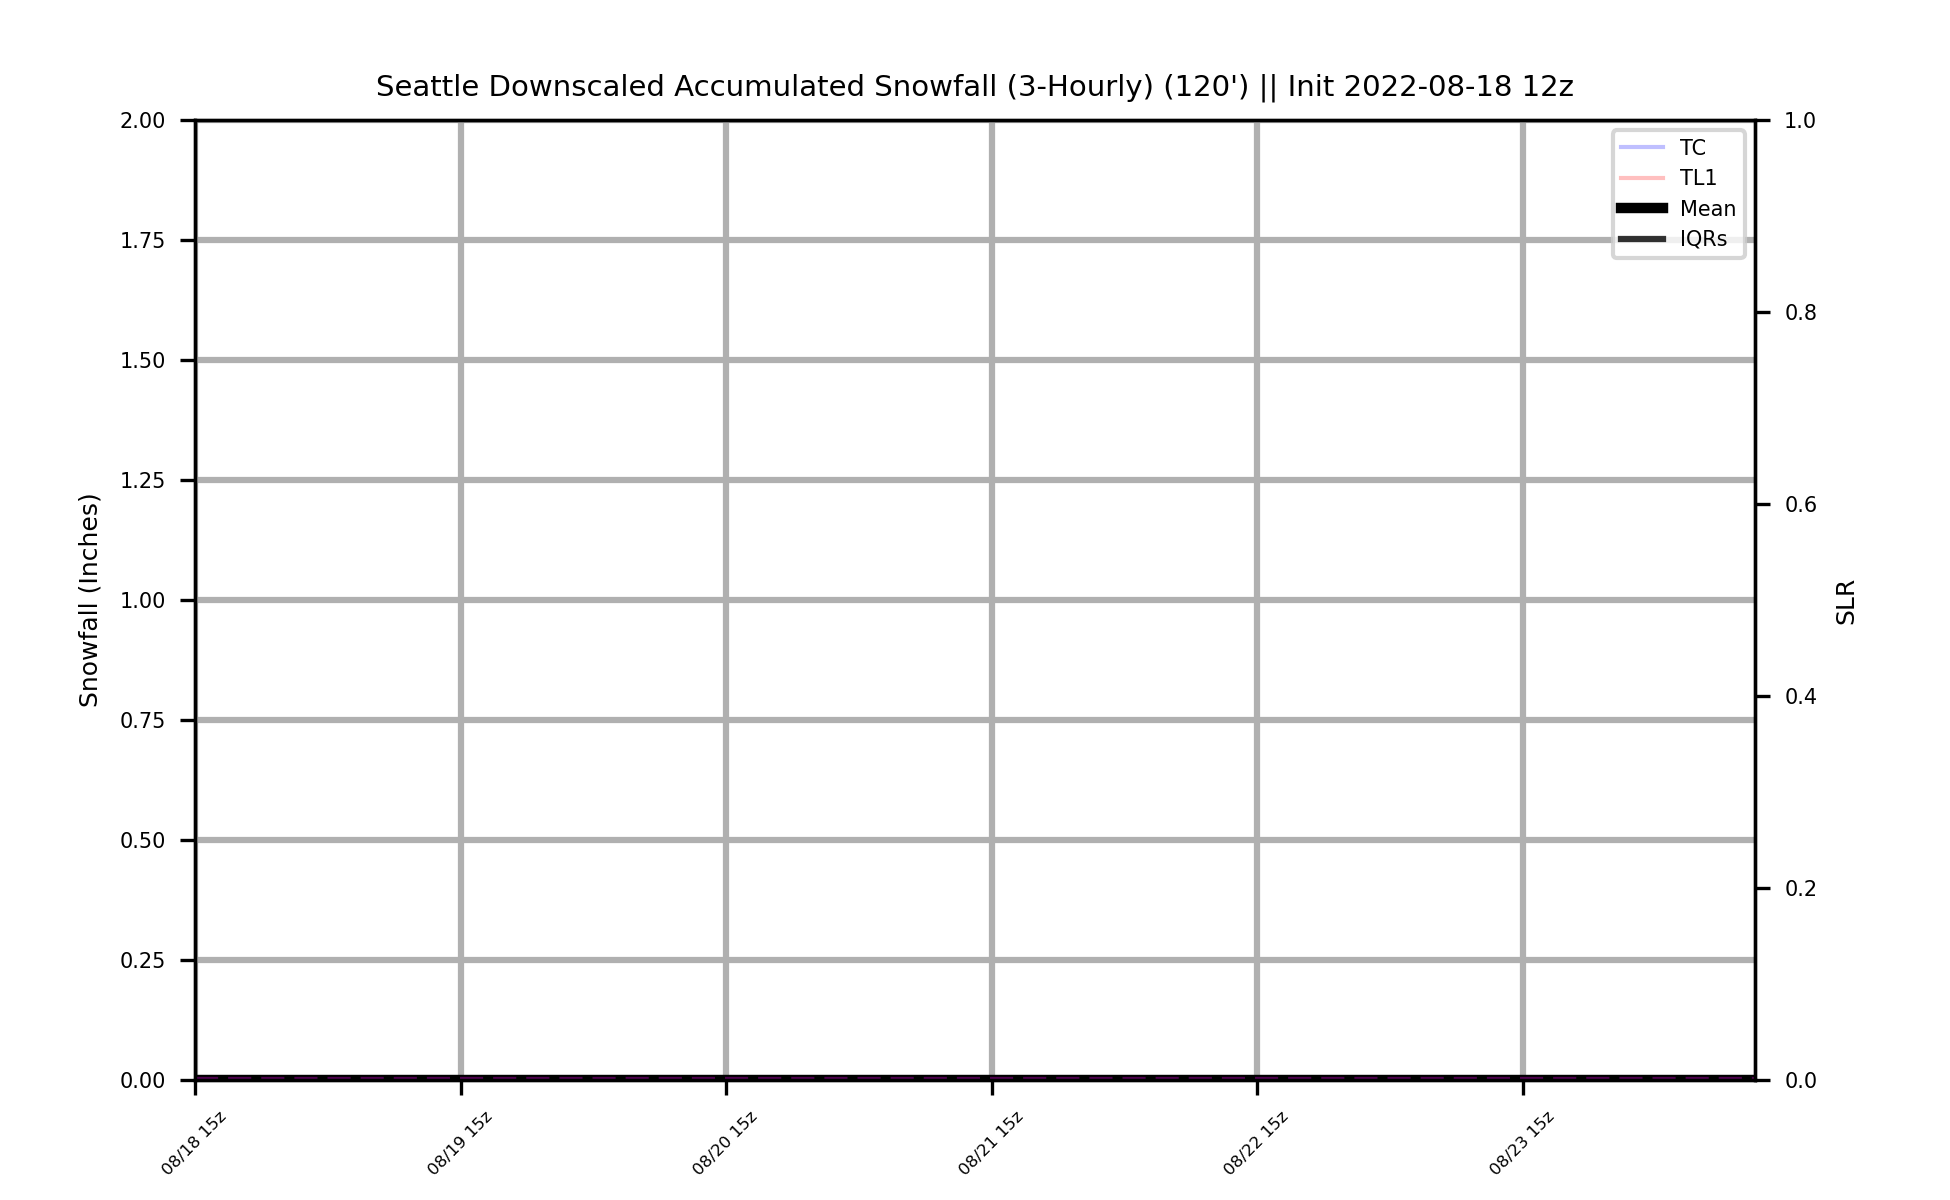 Seattle Downscaled Accumulated Snowfall (3-Hourly) (120') || Init 2022-08-18 12z
2.00
1.75
1.50
1.25
1.00
0.75
0.50
0.25
0.00
Snowfall (Inches)
TC
TL1
Mean
IQRs
1.0
0.8
0.6
0.4
0.2
0.0
SLR
08/18 15z
08/19 15z
08/20 15z
08/21 15z
08/22 15z
08/23 15z